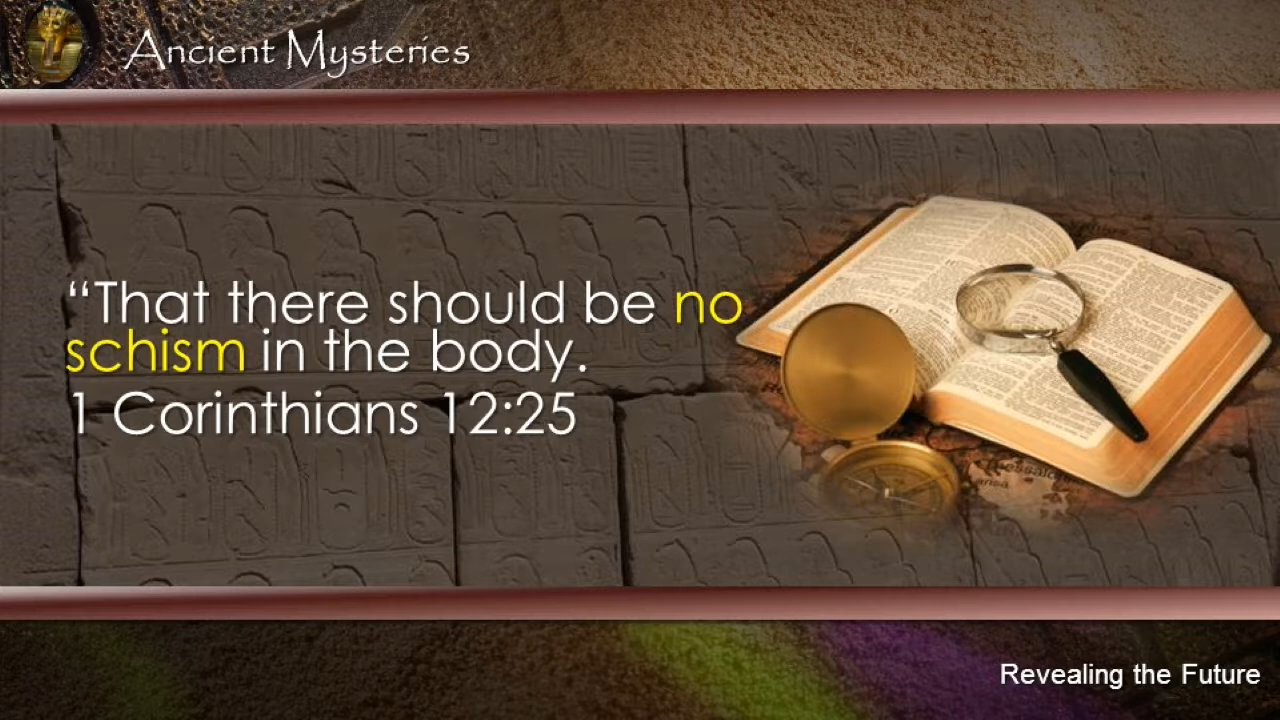 Ancient Mysteries
“That there should be no
schism in the body.
1 Corinthians 12:25
Revealing the Future